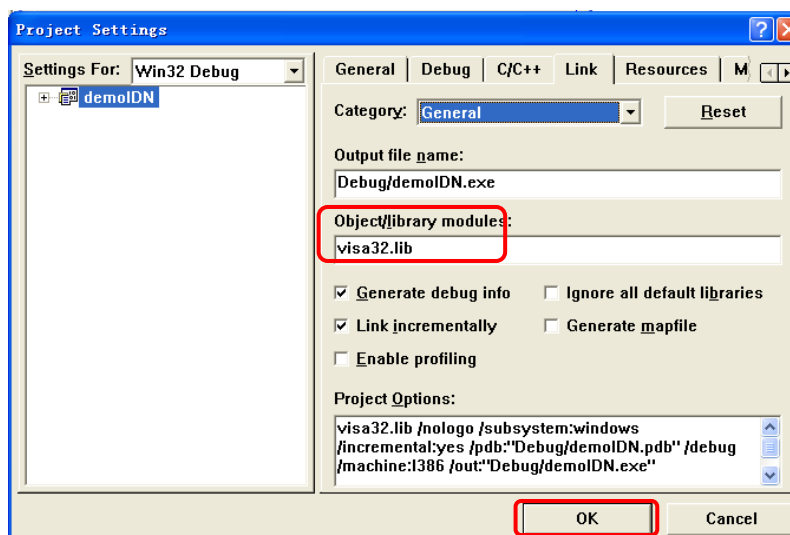 Project Settings
Settings For: Win32 Debug
demoIDN
General Debug C/C++ Link Resources M
Category: General Reset
Output file name:
Debug/demoIDN.exe
Object/library modules:
visa32.lib
Generate debug info Ignore all default libraries
Link incrementally Generate mapfile
Enable profiling
Project Options:
visa32.lib /nologo /subsystem:windows
/incremental:yes /pdb:"Debug/demoIDN.pdb" /debug
/machine:I386 /out:"Debug/demoIDN.exe"
OK Cancel